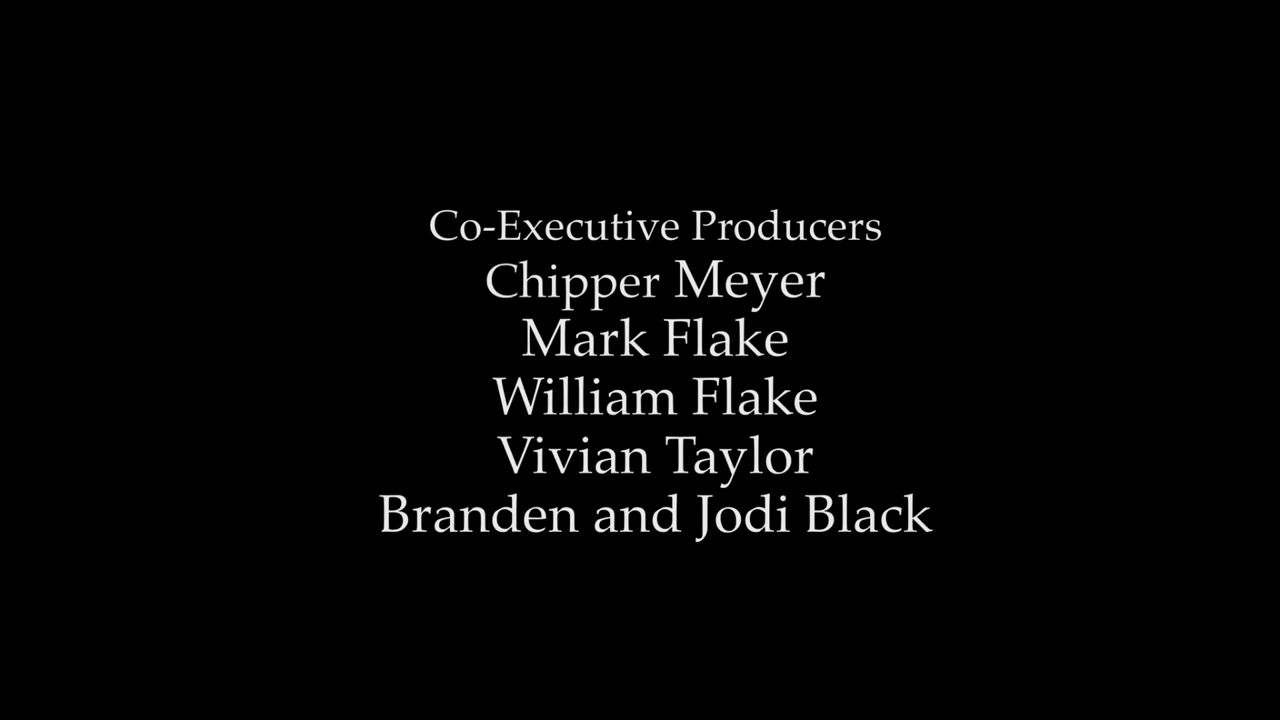 Co-Executive Producers
Chipper Meyer
Mark Flake
William Flake
Vivian Taylor
Branden and Jodi Black